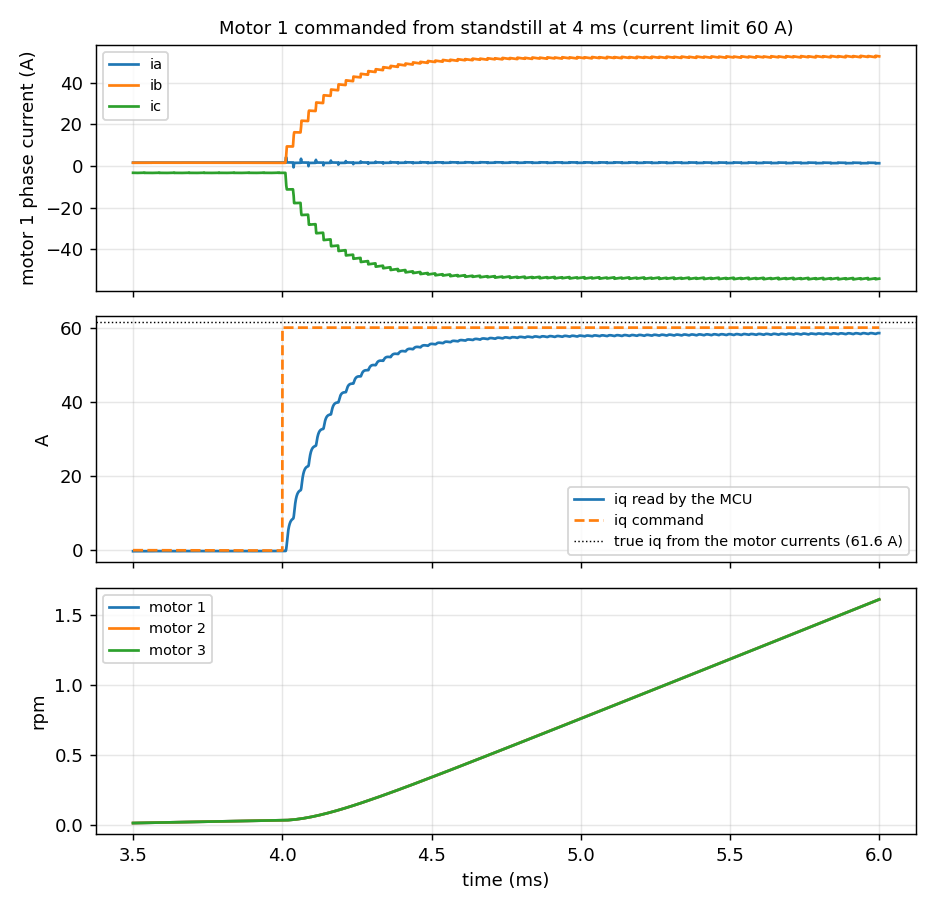 Motor 1 commanded from standstill at 4 ms (current limit 60 A)
motor 1 phase current (A)
40
20
0
−20
−40
ia
ib
ic
A
60
40
20
0
iq read by the MCU
iq command
true iq from the motor currents (61.6 A)
rpm
1.5
1.0
0.5
0.0
motor 1
motor 2
motor 3
3.5 4.0 4.5 5.0 5.5 6.0
time (ms)